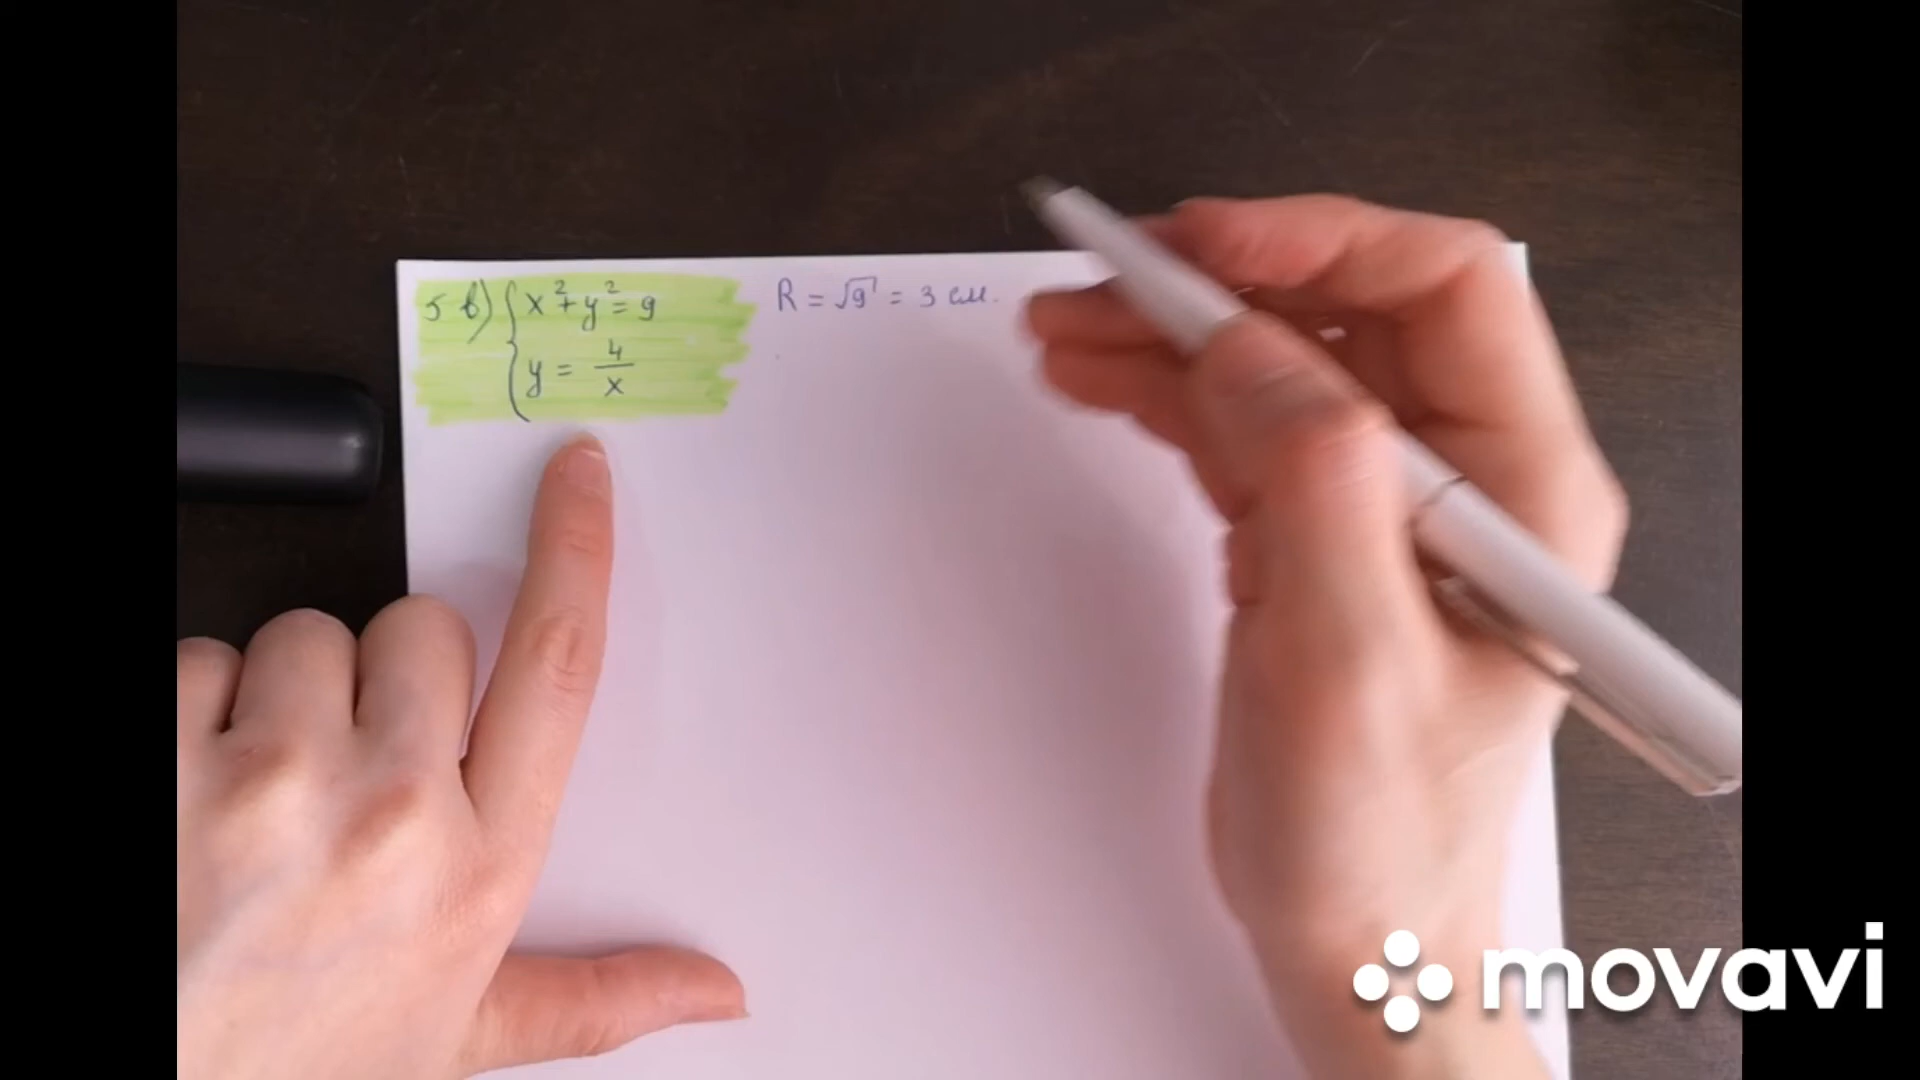 5 в) { x² + y² = 9
y = 4/x
R = √9 = 3 см.
movavi